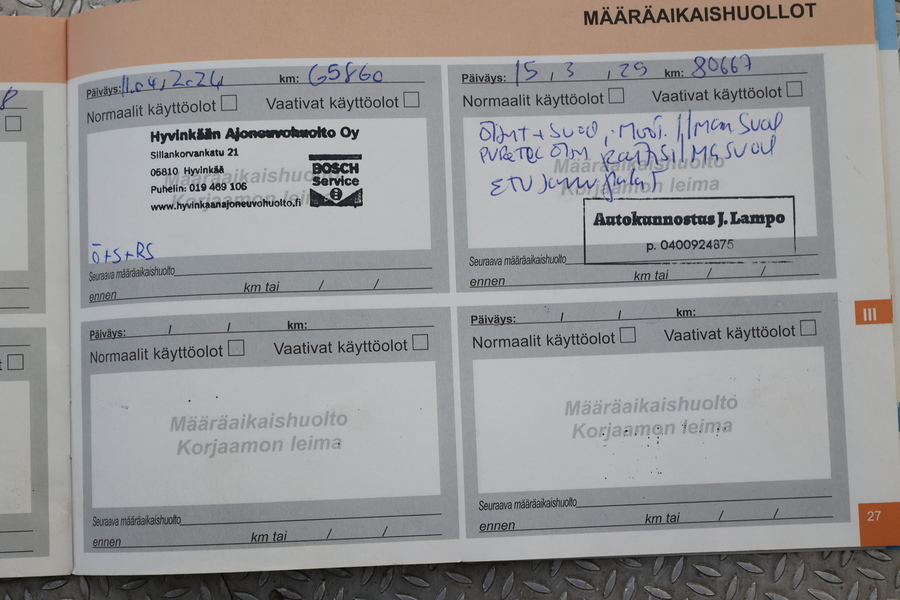 MÄÄRÄAIKAISHUOLLOT
Päiväys: 11.4,2.24 km: 65860
Normaalit käyttöolot Vaativat käyttöolot
Hyvinkään Ajoneuvohuolto Oy
Sillankorvankatu 21
05810 Hyvinkää
Puhelin: 019 469 106
www.hyvinkaanajoneuvohuolto.fi
BOSCH
Service
Korjaamon leima
Ö+S+RS
Seuraava määräaikaishuolto
ennen km tai / /
Päiväys: 15, 3, 25 km: 80667
Normaalit käyttöolot Vaativat käyttöolot
Määräaikaishuolto
Korjaamon leima
ETU
Autokunnostus J. Lampo
p. 0400924875
Seuraava määräaikaishuolto
ennen km tai / /
Päiväys: / / km:
Normaalit käyttöolot Vaativat käyttöolot
Määräaikaishuolto
Korjaamon leima
Seuraava määräaikaishuolto
ennen km tai / /
Päiväys: / / km:
Normaalit käyttöolot Vaativat käyttöolot
Määräaikaishuolto
Korjaamon leima
Seuraava määräaikaishuolto
ennen km tai / /
III
27